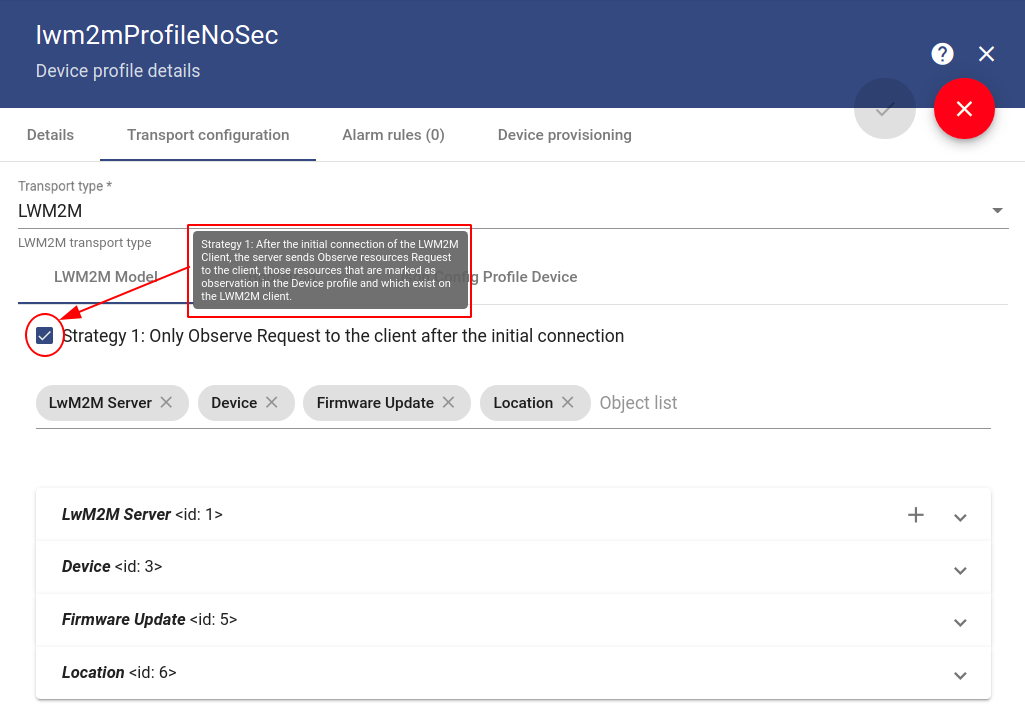 lwm2mProfileNoSec
Device profile details
?
Details Transport configuration Alarm rules (0) Device provisioning
Transport type *
LWM2M
LWM2M transport type
Strategy 1: After the initial connection of the LWM2M
Client, the server sends Observe resources Request
to the client, those resources that are marked as
observation in the Device profile and which exist on
the LWM2M client.
LWM2M Model Config Profile Device
Strategy 1: Only Observe Request to the client after the initial connection
LwM2M Server Device Firmware Update Location Object list
LwM2M Server <id: 1>
Device <id: 3>
Firmware Update <id: 5>
Location <id: 6>